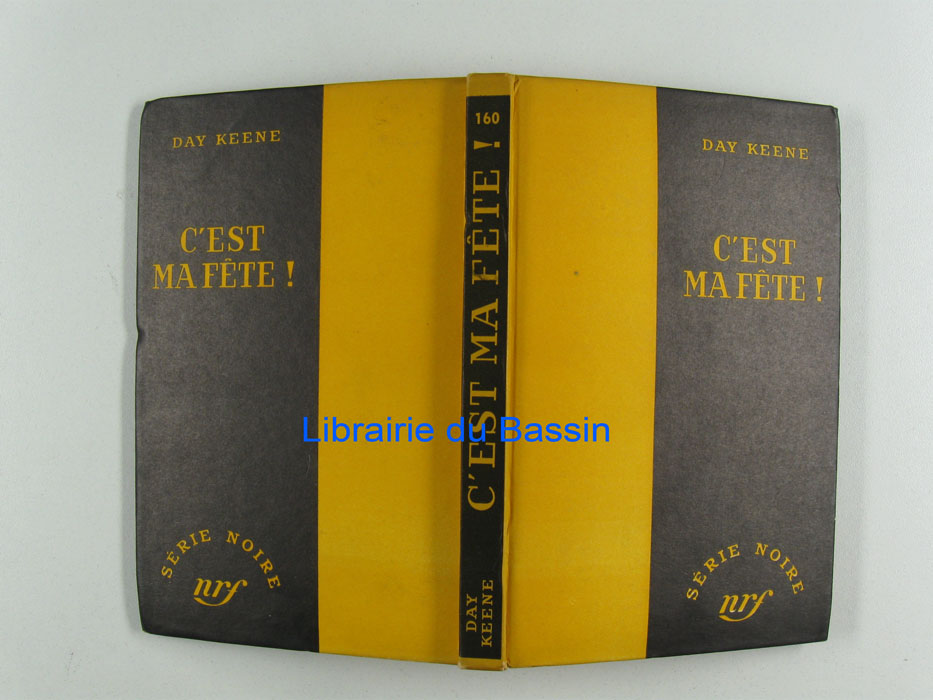 DAY KEENE
C'EST
MA FÊTE !
SÉRIE NOIRE
nrf
160
C'EST MA FÊTE !
DAY
KEENE
DAY KEENE
C'EST
MA FÊTE !
SÉRIE NOIRE
nrf
Librairie du Bassin